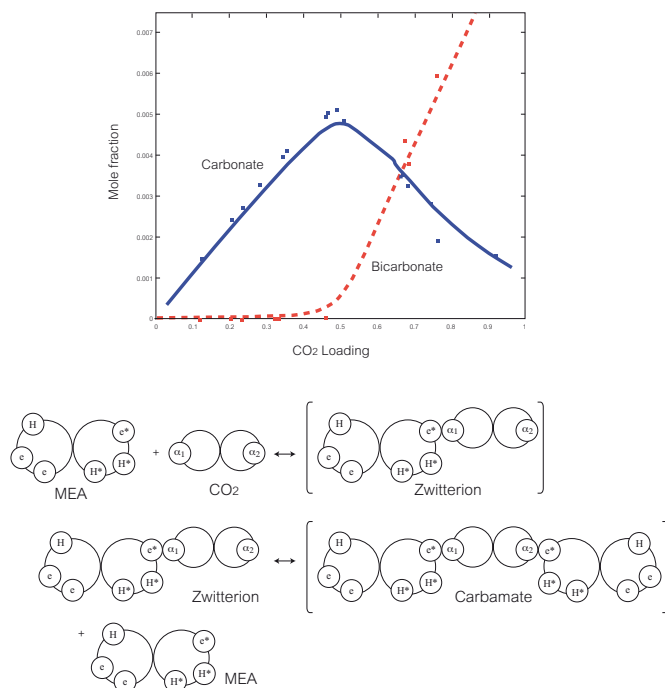 0.007
0.006
0.005
0.004
0.003
0.002
0.001
0
Mole fraction
Carbonate
Bicarbonate
0 0.1 0.2 0.3 0.4 0.5 0.6 0.7 0.8 0.9 1
CO2 Loading
H e* α1 α2 H e* α1 α2
e e H* H* + ↔ e e H* H*
MEA CO2 Zwitterion
H e* α1 α2 H e* α1 α2 e* H
e e H* H* ↔ e e H* H* H* H* e e
Zwitterion Carbamate
+
H e*
e e H* H*
MEA